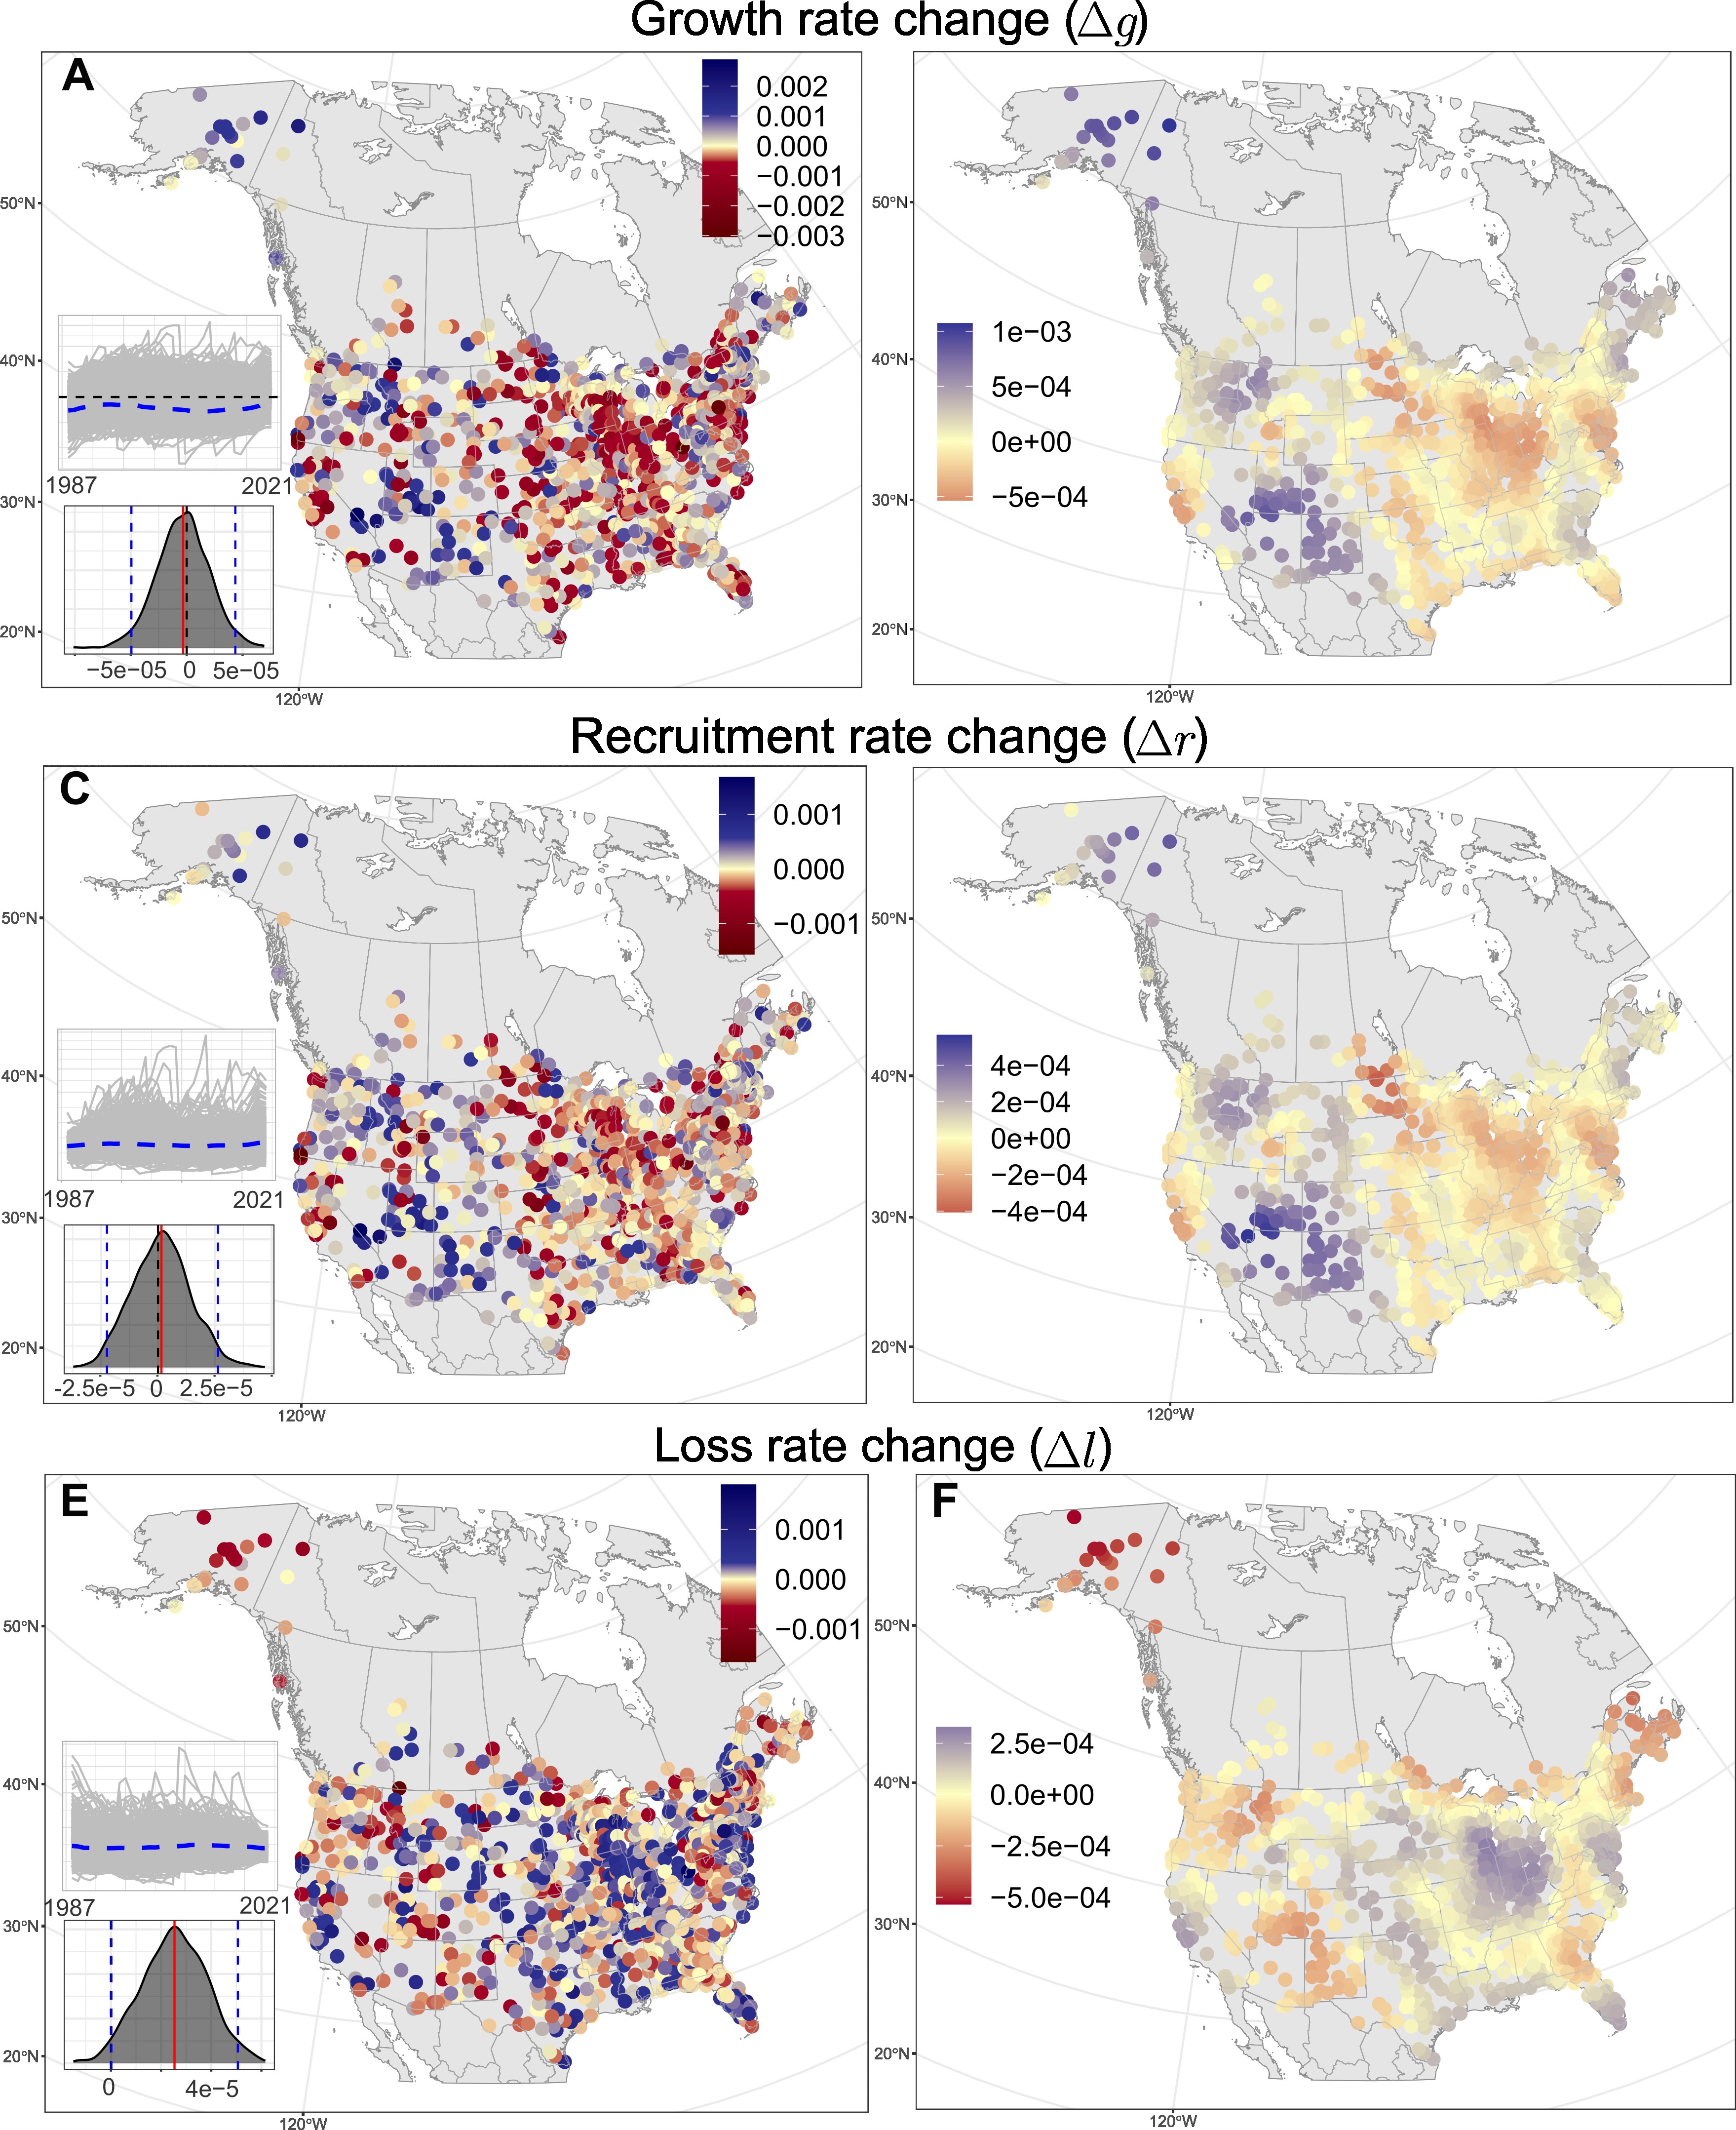 Growth rate change (Δg)
A
0.002
0.001
0.000
−0.001
−0.002
−0.003
50°N
40°N
30°N
20°N
120°W
1987 2021
−5e−05 0 5e−05
50°N
40°N
30°N
20°N
120°W
1e−03
5e−04
0e+00
−5e−04
Recruitment rate change (Δr)
C
0.001
0.000
−0.001
50°N
40°N
30°N
20°N
120°W
1987 2021
-2.5e−5 0 2.5e−5
50°N
40°N
30°N
20°N
120°W
4e−04
2e−04
0e+00
−2e−04
−4e−04
Loss rate change (Δl)
E
0.001
0.000
−0.001
50°N
40°N
30°N
20°N
120°W
1987 2021
0 4e−5
F
50°N
40°N
30°N
20°N
120°W
2.5e−04
0.0e+00
−2.5e−04
−5.0e−04